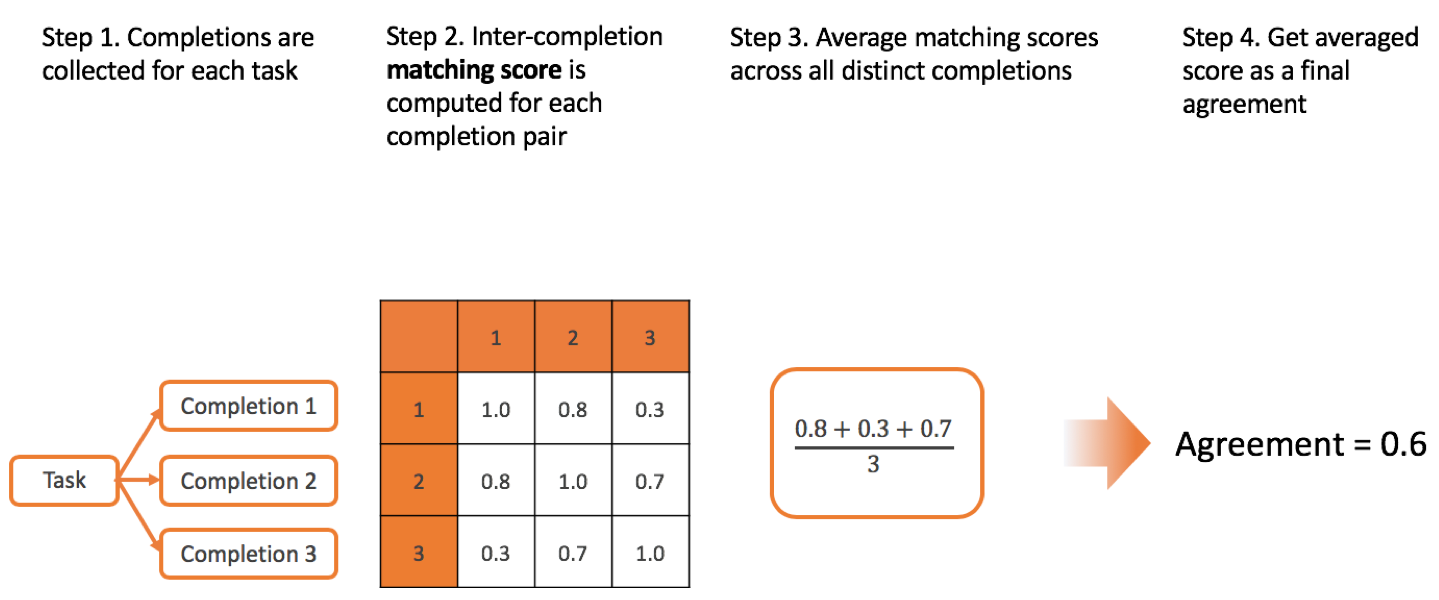 Step 1. Completions are
collected for each task
Step 2. Inter-completion
matching score is
computed for each
completion pair
Step 3. Average matching scores
across all distinct completions
Step 4. Get averaged
score as a final
agreement
Task
Completion 1
Completion 2
Completion 3
1 2 3
1 1.0 0.8 0.3
2 0.8 1.0 0.7
3 0.3 0.7 1.0
0.8 + 0.3 + 0.7
3
Agreement = 0.6